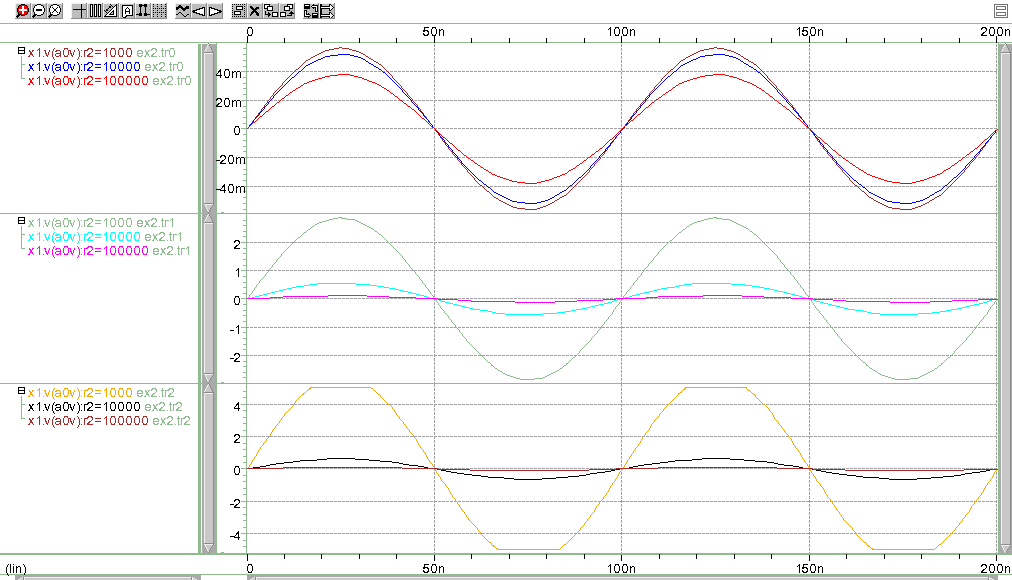 0 50n 100n 150n 200n
x1.v(a0v):r2=1000 ex2.tr0
x1.v(a0v):r2=10000 ex2.tr0
x1.v(a0v):r2=100000 ex2.tr0
40m
20m
0
-20m
-40m
x1.v(a0v):r2=1000 ex2.tr1
x1.v(a0v):r2=10000 ex2.tr1
x1.v(a0v):r2=100000 ex2.tr1
2
1
0
-1
-2
x1.v(a0v):r2=1000 ex2.tr2
x1.v(a0v):r2=10000 ex2.tr2
x1.v(a0v):r2=100000 ex2.tr2
4
2
0
-2
-4
(lin) 0 50n 100n 150n 200n